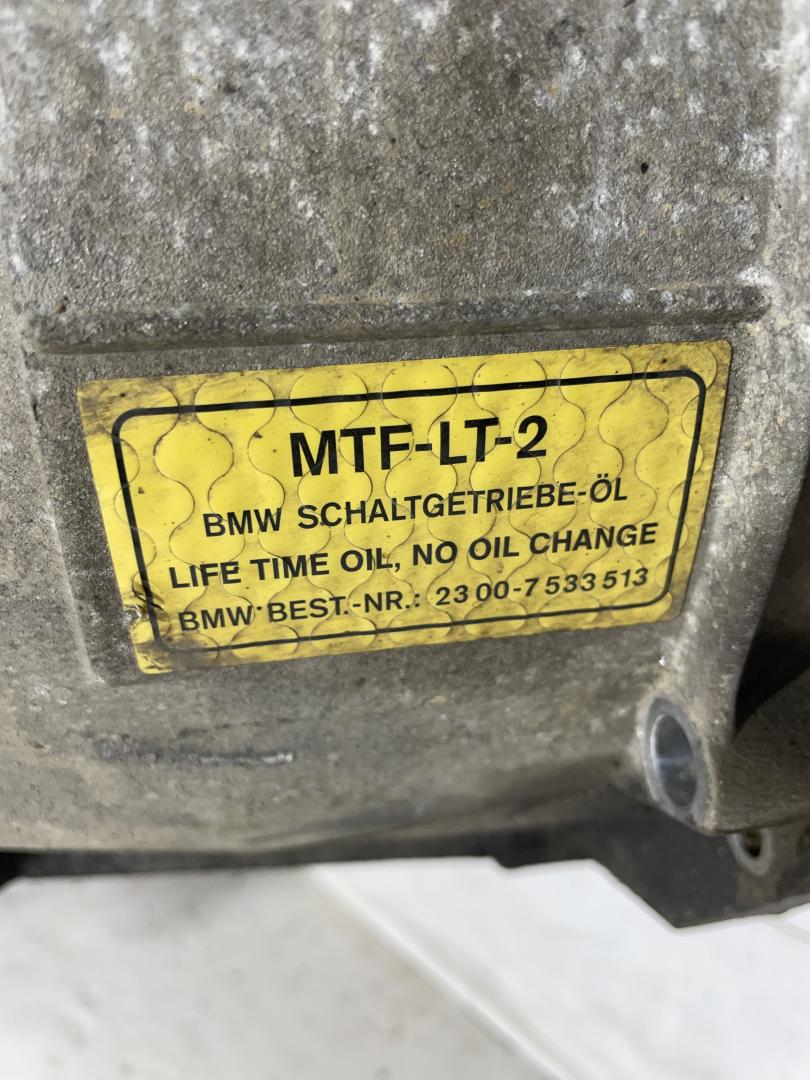 MTF-LT-2
BMW SCHALTGETRIEBE-ÖL
LIFE TIME OIL, NO OIL CHANGE
BMW BEST.-NR.: 23 00-7 533 513